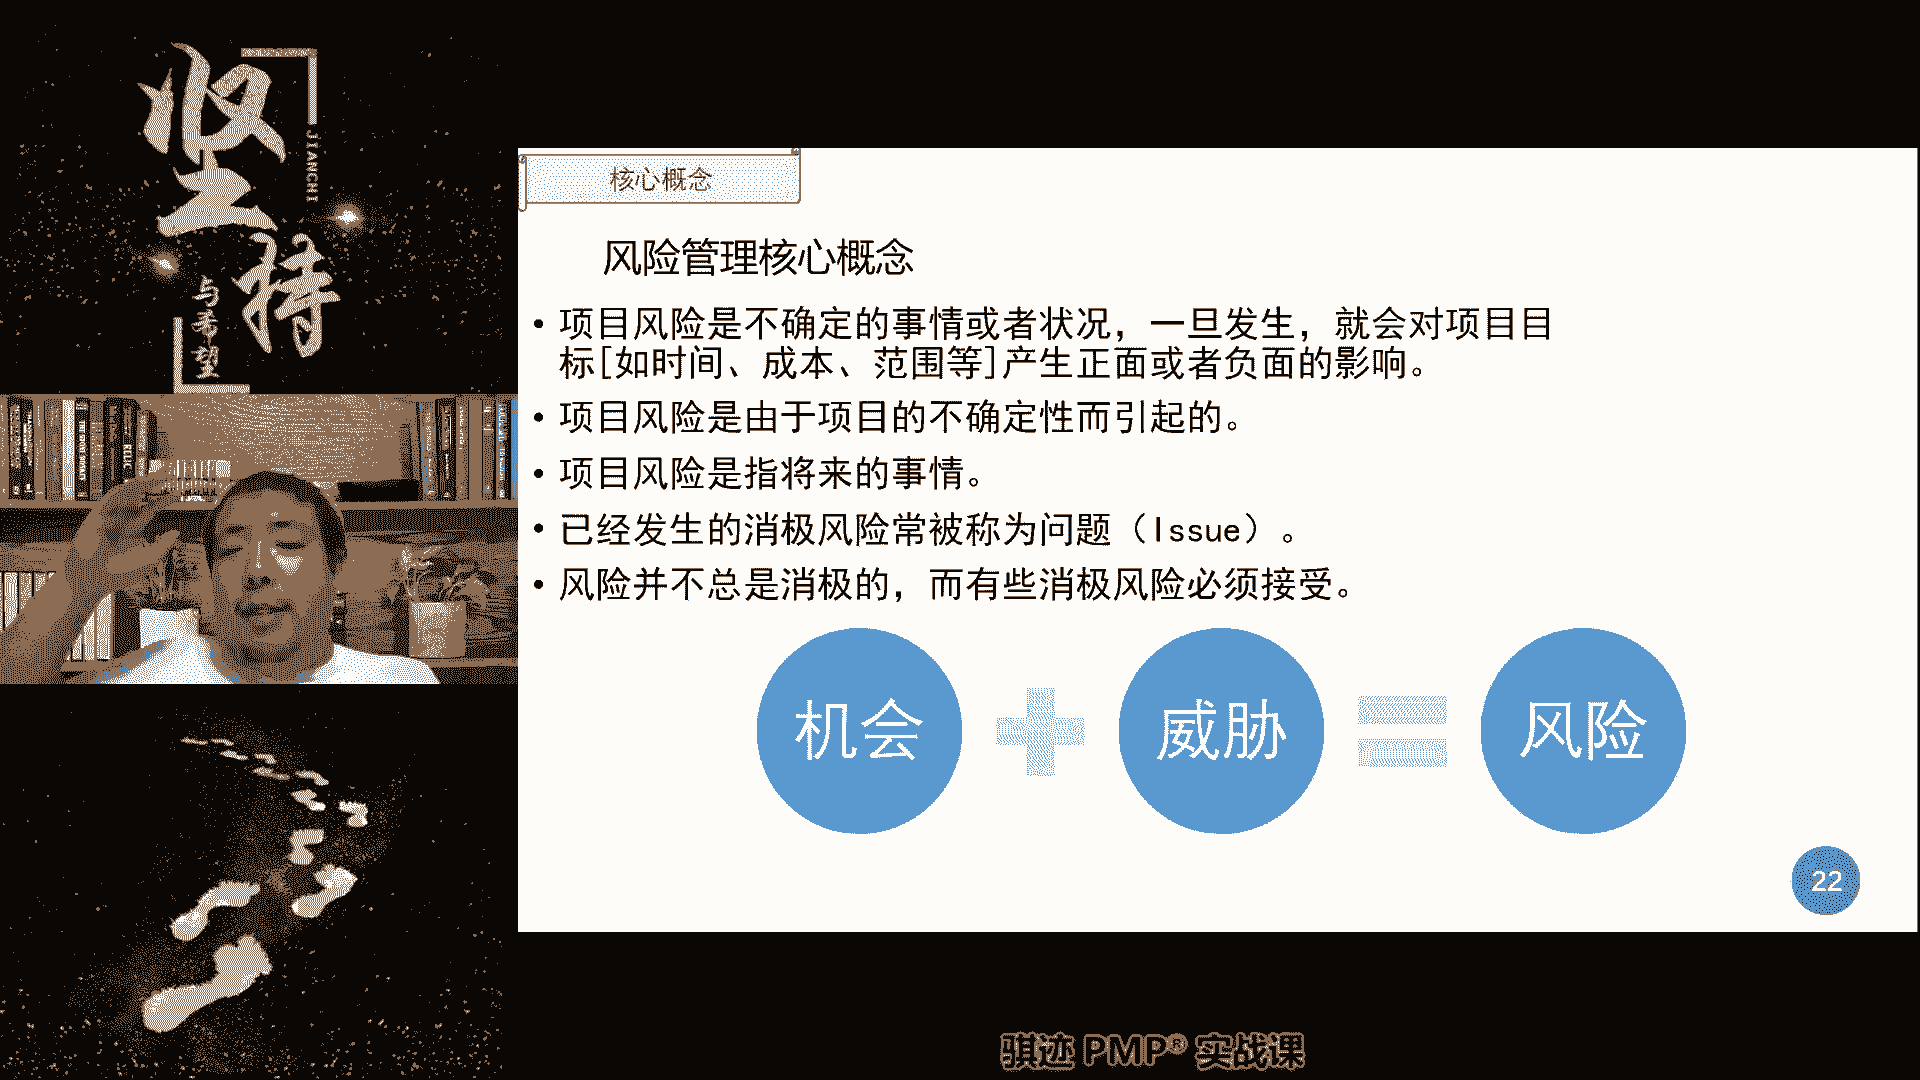 坚持
JIANCHI
与希望
核心概念
风险管理核心概念
• 项目风险是不确定的事情或者状况，一旦发生，就会对项目目
标[如时间、成本、范围等]产生正面或者负面的影响。
• 项目风险是由于项目的不确定性而引起的。
• 项目风险是指将来的事情。
• 已经发生的消极风险常被称为问题（Issue）。
• 风险并不总是消极的，而有些消极风险必须接受。
机会 + 威胁 = 风险
22
骐迹 PMP® 实战课